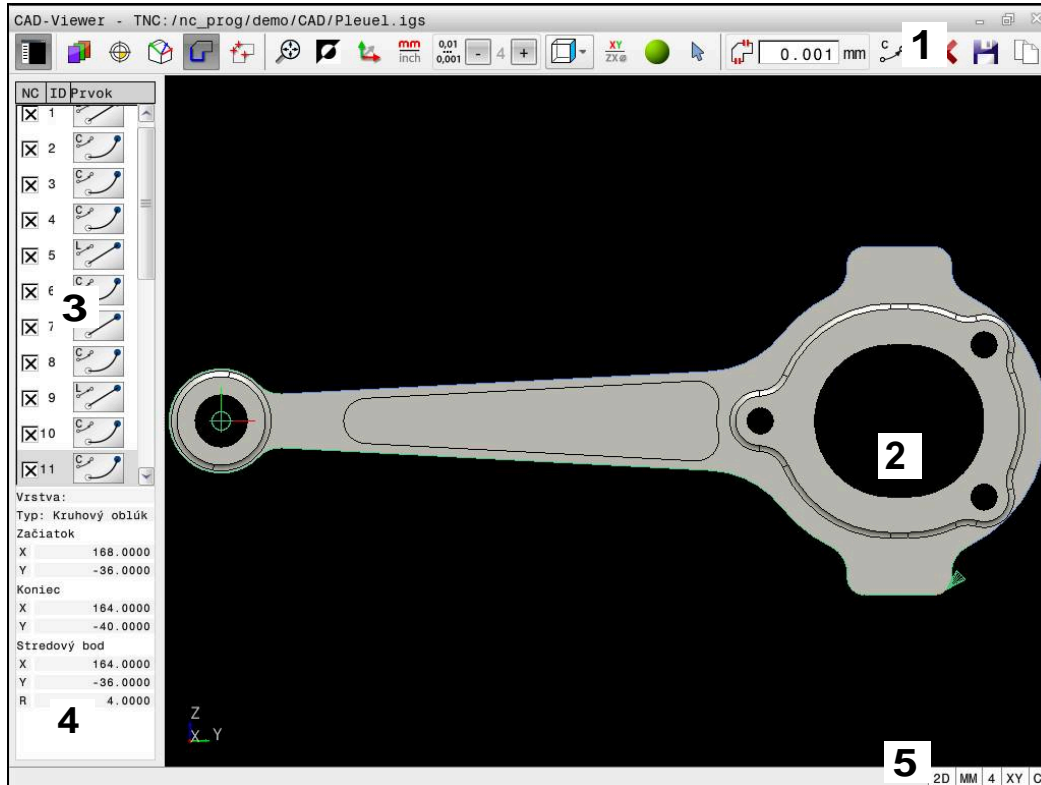 CAD-Viewer - TNC:/nc_prog/demo/CAD/Pleuel.igs
mm
inch
0,01
...
0,001
- 4 +
XY
ZX
0.001 mm
C
1
NC ID Prvok
1
2 C
3 C
4 C
5 L
6 C
3
7
8 C
9 L
10 C
11 C
Vrstva:
Typ: Kruhový oblúk
Začiatok
X 168.0000
Y -36.0000
Koniec
X 164.0000
Y -40.0000
Stredový bod
X 164.0000
Y -36.0000
R 4.0000
4
2
Z
X Y
5
2D MM 4 XY C